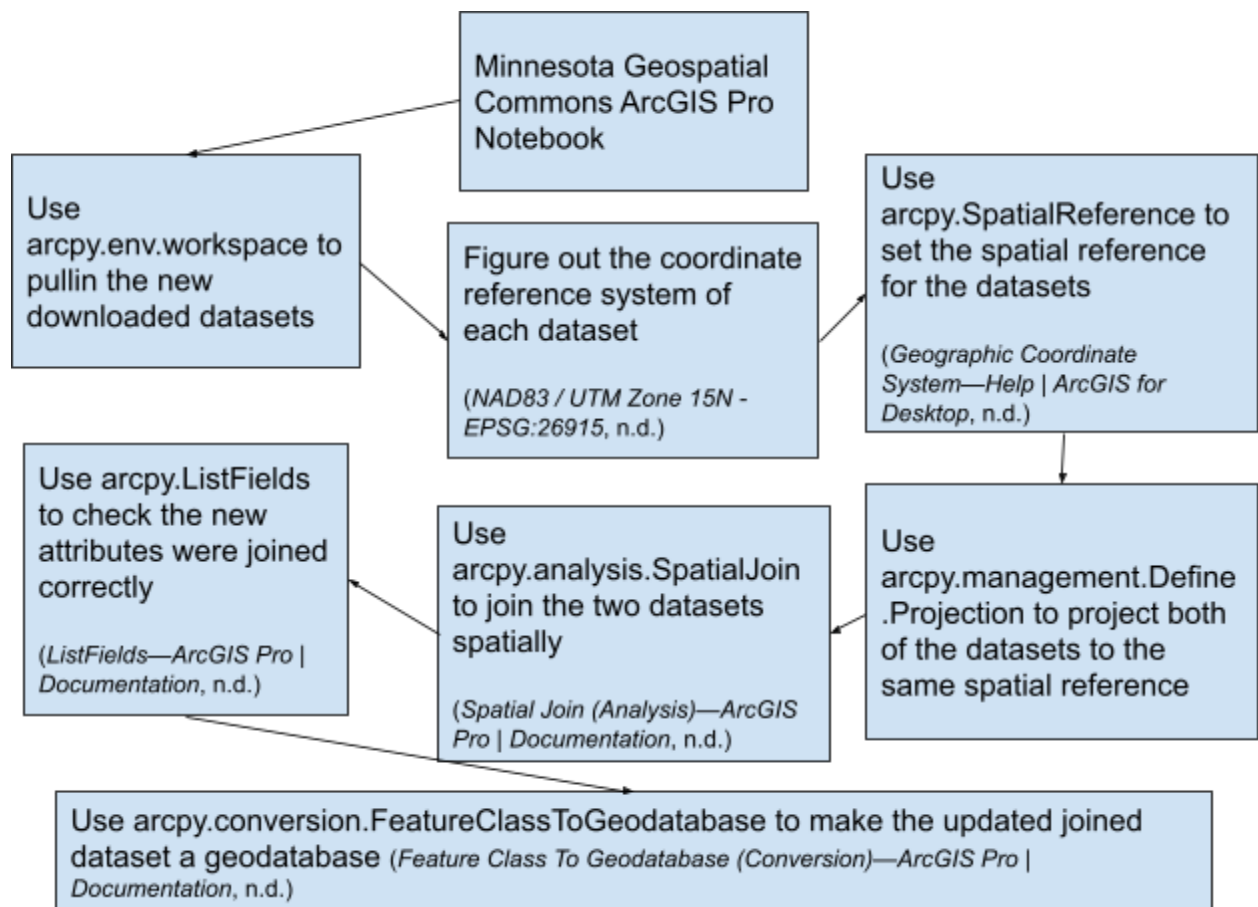 Minnesota Geospatial
Commons ArcGIS Pro
Notebook
Use
arcpy.env.workspace to
pullin the new
downloaded datasets
Figure out the coordinate
reference system of
each dataset
(NAD83 / UTM Zone 15N -
EPSG:26915, n.d.)
Use
arcpy.SpatialReference to
set the spatial reference
for the datasets
(Geographic Coordinate
System—Help | ArcGIS for
Desktop, n.d.)
Use
arcpy.management.Define
.Projection to project both
of the datasets to the
same spatial reference
Use
arcpy.analysis.SpatialJoin
to join the two datasets
spatially
(Spatial Join (Analysis)—ArcGIS
Pro | Documentation, n.d.)
Use arcpy.ListFields
to check the new
attributes were joined
correctly
(ListFields—ArcGIS Pro |
Documentation, n.d.)
Use arcpy.conversion.FeatureClassToGeodatabase to make the updated joined
dataset a geodatabase (Feature Class To Geodatabase (Conversion)—ArcGIS Pro |
Documentation, n.d.)